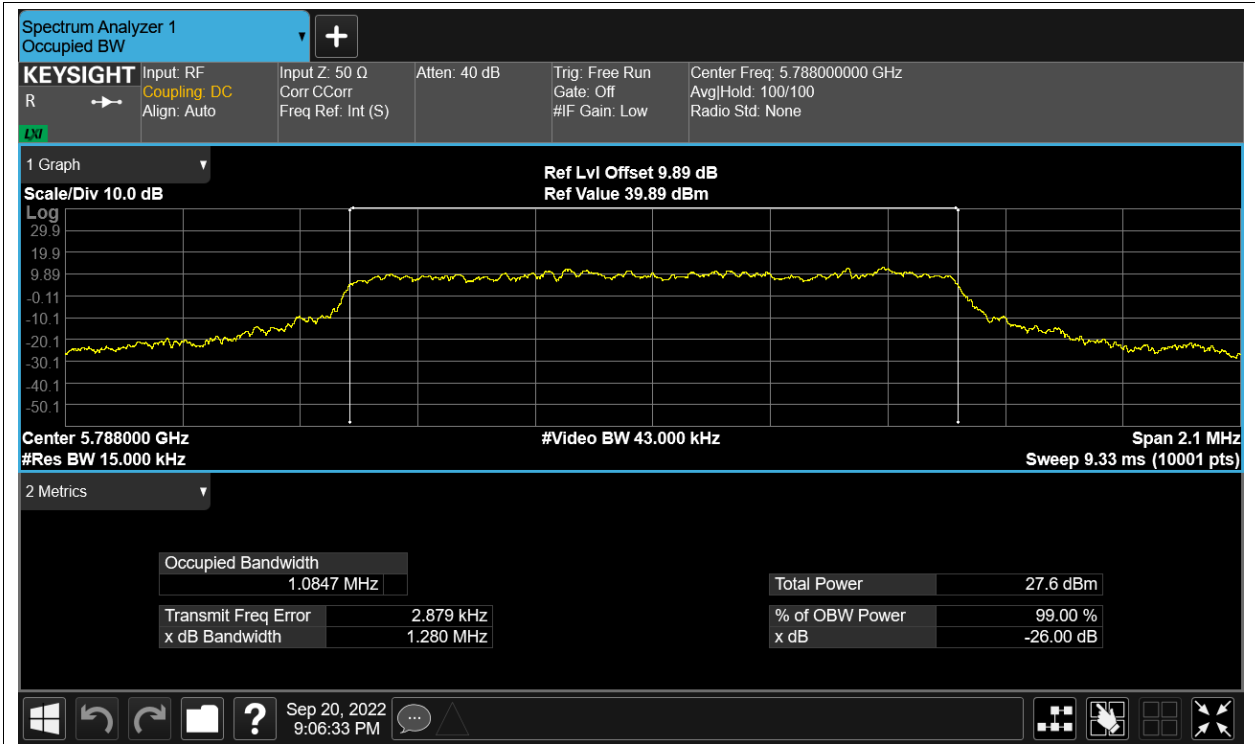 Spectrum Analyzer 1
Occupied BW
KEYSIGHT
R
LXI
Input: RF
Coupling: DC
Align: Auto
Input Z: 50 Ω
Corr CCorr
Freq Ref: Int (S)
Atten: 40 dB
Trig: Free Run
Gate: Off
#IF Gain: Low
Center Freq: 5.788000000 GHz
Avg|Hold: 100/100
Radio Std: None
1 Graph
Scale/Div 10.0 dB
Ref Lvl Offset 9.89 dB
Ref Value 39.89 dBm
Log
29.9
19.9
9.89
-0.11
-10.1
-20.1
-30.1
-40.1
-50.1
Center 5.788000 GHz
#Video BW 43.000 kHz
Span 2.1 MHz
#Res BW 15.000 kHz
Sweep 9.33 ms (10001 pts)
2 Metrics
Occupied Bandwidth
1.0847 MHz
Total Power 27.6 dBm
Transmit Freq Error 2.879 kHz
% of OBW Power 99.00 %
x dB Bandwidth 1.280 MHz
x dB -26.00 dB
?
Sep 20, 2022
9:06:33 PM